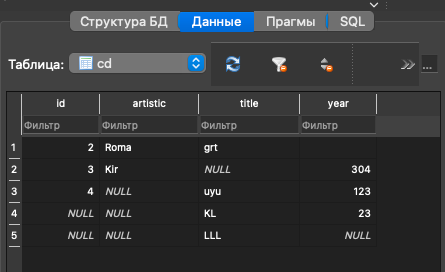 Структура БД Данные Прагмы SQL
Таблица: cd ...
id artistic title year
Фильтр Фильтр Фильтр Фильтр
1 2 Roma grt
2 3 Kir NULL 304
3 4 NULL uyu 123
4 NULL NULL KL 23
5 NULL NULL LLL NULL